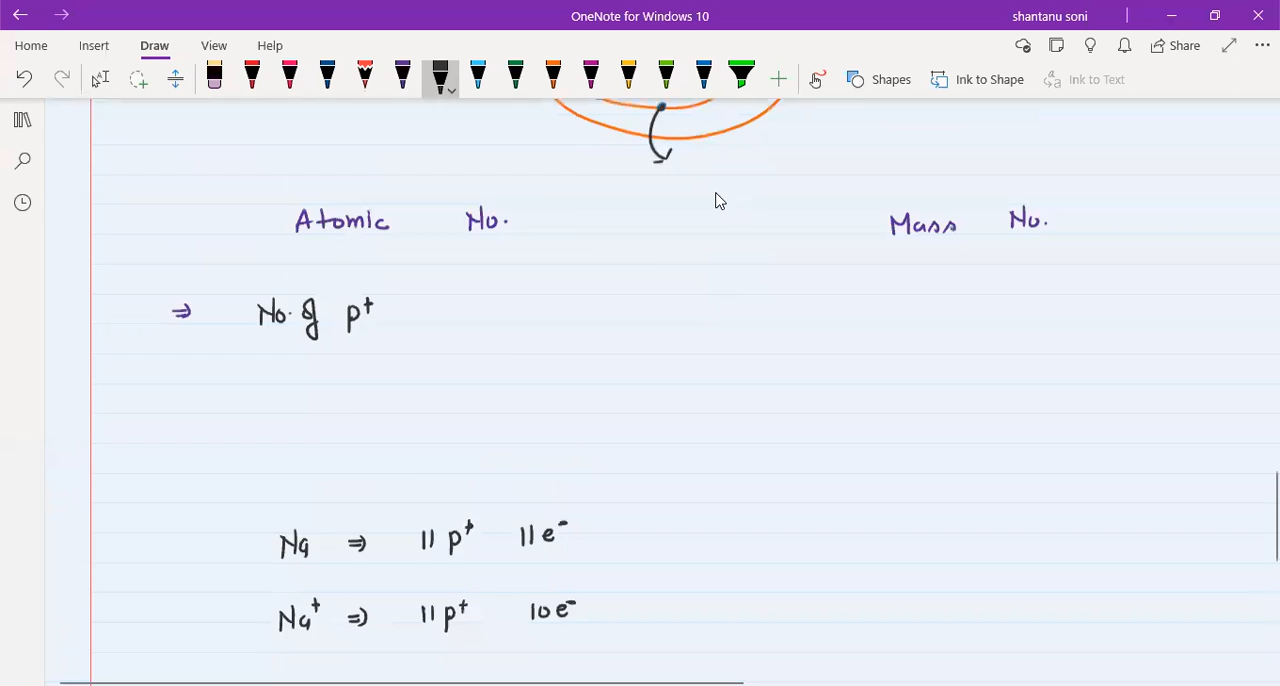 OneNote for Windows 10
shantanu soni
Home Insert Draw View Help
Share
Shapes Ink to Shape Ink to Text
Atomic No. Mass No.
⇒ No. of p⁺
Na ⇒ 11 p⁺ 11 e⁻
Na⁺ ⇒ 11 p⁺ 10 e⁻